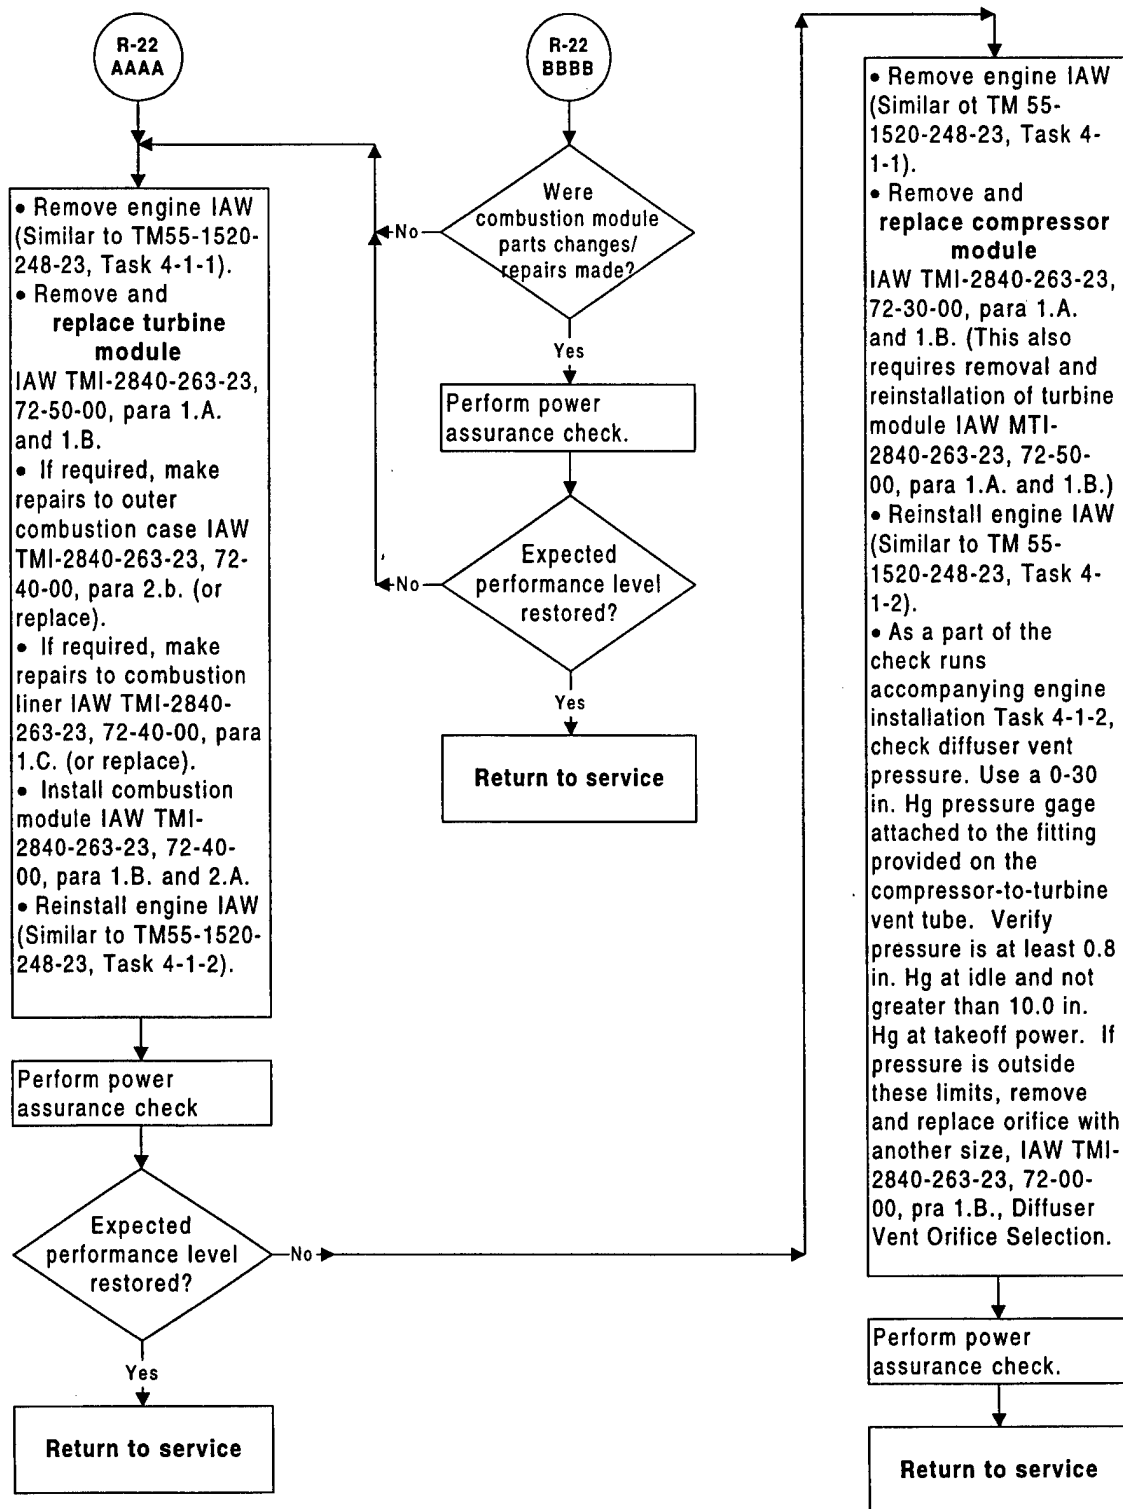 R-22
AAAA
• Remove engine IAW
(Similar to TM55-1520-
248-23, Task 4-1-1).
• Remove and
replace turbine
module
IAW TMI-2840-263-23,
72-50-00, para 1.A.
and 1.B.
• If required, make
repairs to outer
combustion case IAW
TMI-2840-263-23, 72-
40-00, para 2.b. (or
replace).
• If required, make
repairs to combustion
liner IAW TMI-2840-
263-23, 72-40-00, para
1.C. (or replace).
• Install combustion
module IAW TMI-
2840-263-23, 72-40-
00, para 1.B. and 2.A.
• Reinstall engine IAW
(Similar to TM55-1520-
248-23, Task 4-1-2).
Perform power
assurance check
Expected
performance level
restored?
No
Yes
Return to service
R-22
BBBB
Were
combustion module
parts changes/
repairs made?
No
Yes
Perform power
assurance check.
Expected
performance level
restored?
No
Yes
Return to service
• Remove engine IAW
(Similar ot TM 55-
1520-248-23, Task 4-
1-1).
• Remove and
replace compressor
module
IAW TMI-2840-263-23,
72-30-00, para 1.A.
and 1.B. (This also
requires removal and
reinstallation of turbine
module IAW MTI-
2840-263-23, 72-50-
00, para 1.A. and 1.B.)
• Reinstall engine IAW
(Similar to TM 55-
1520-248-23, Task 4-
1-2).
• As a part of the
check runs
accompanying engine
installation Task 4-1-2,
check diffuser vent
pressure. Use a 0-30
in. Hg pressure gage
attached to the fitting
provided on the
compressor-to-turbine
vent tube. Verify
pressure is at least 0.8
in. Hg at idle and not
greater than 10.0 in.
Hg at takeoff power. If
pressure is outside
these limits, remove
and replace orifice with
another size, IAW TMI-
2840-263-23, 72-00-
00, pra 1.B., Diffuser
Vent Orifice Selection.
Perform power
assurance check.
Return to service